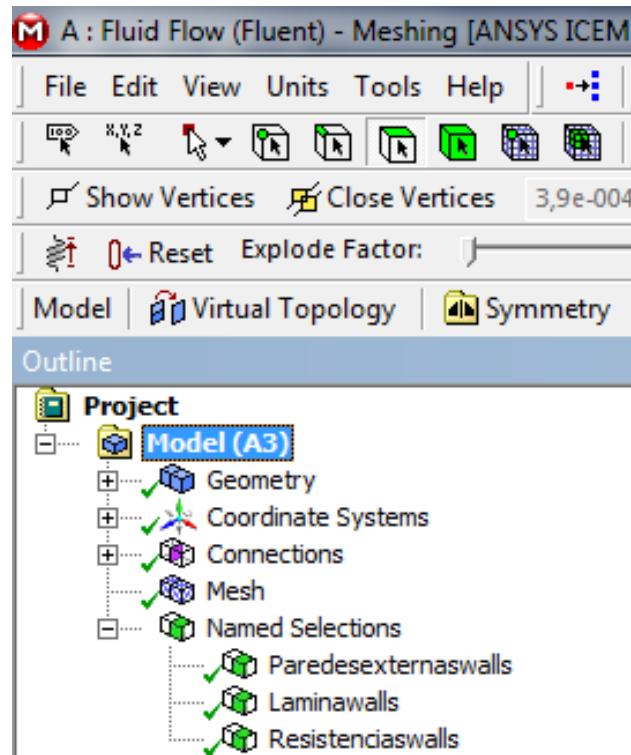 A : Fluid Flow (Fluent) - Meshing [ANSYS ICEM
File Edit View Units Tools Help
X,Y,Z
Show Vertices Close Vertices 3,9e-004
Reset Explode Factor:
Model Virtual Topology Symmetry
Outline
Project
Model (A3)
Geometry
Coordinate Systems
Connections
Mesh
Named Selections
Paredesexternaswalls
Laminawalls
Resistenciaswalls